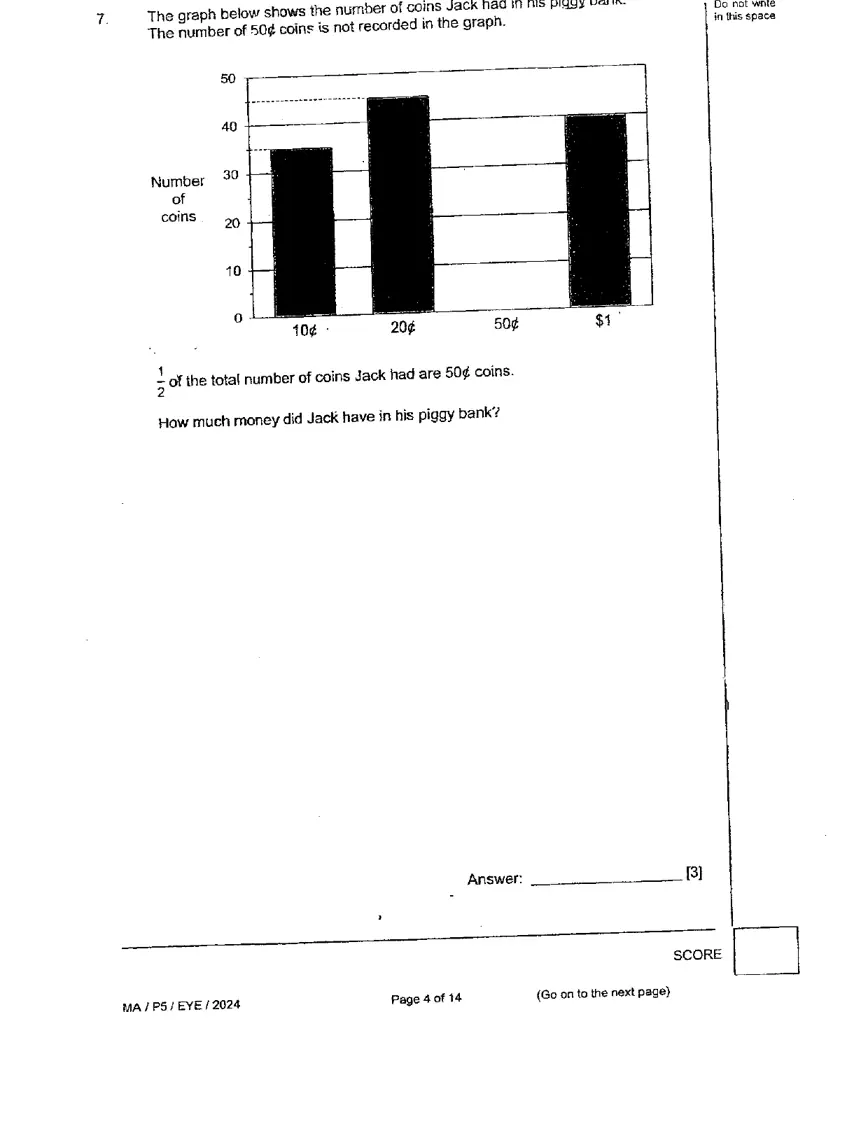 7. The graph below shows the number of coins Jack had in his piggy bank.
The number of 50¢ coins is not recorded in the graph.
Do not write
in this space
50
40
30
20
10
0
Number
of
coins
10¢ 20¢ 50¢ $1
1/2 of the total number of coins Jack had are 50¢ coins.
How much money did Jack have in his piggy bank?
Answer: ____________ [3]
SCORE
MA / P5 / EYE / 2024 Page 4 of 14 (Go on to the next page)